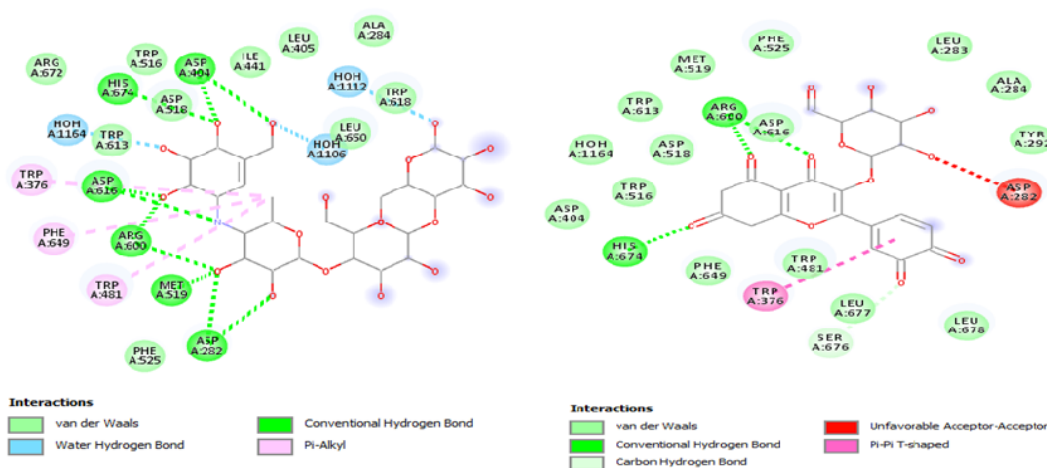 ARG
A:672
TRP
A:516
ASP
A:404
ILE
A:441
LEU
A:405
ALA
A:284
HIS
A:674
ASP
A:518
HOH
A:1112
TRP
A:618
HOH
A:1164
TRP
A:613
LEU
A:650
HOH
A:1106
TRP
A:376
ASP
A:616
PHE
A:649
ARG
A:600
TRP
A:481
MET
A:519
PHE
A:525
ASP
A:282
O
O
O
O
N
O
O
O
O
O
O
O
O
O
O
O
O
O
Interactions
van der Waals
Water Hydrogen Bond
Conventional Hydrogen Bond
Pi-Alkyl
PHE
A:525
LEU
A:283
MET
A:519
ALA
A:284
TRP
A:613
ARG
A:600
ASP
A:616
TYR
A:292
HOH
A:1164
ASP
A:518
ASP
A:282
TRP
A:516
ASP
A:404
HIS
A:674
PHE
A:649
TRP
A:481
TRP
A:376
LEU
A:677
SER
A:676
LEU
A:678
O
O
O
O
O
O
O
O
O
O
O
O
Interactions
van der Waals
Conventional Hydrogen Bond
Carbon Hydrogen Bond
Unfavorable Acceptor-Acceptor
Pi-Pi T-shaped